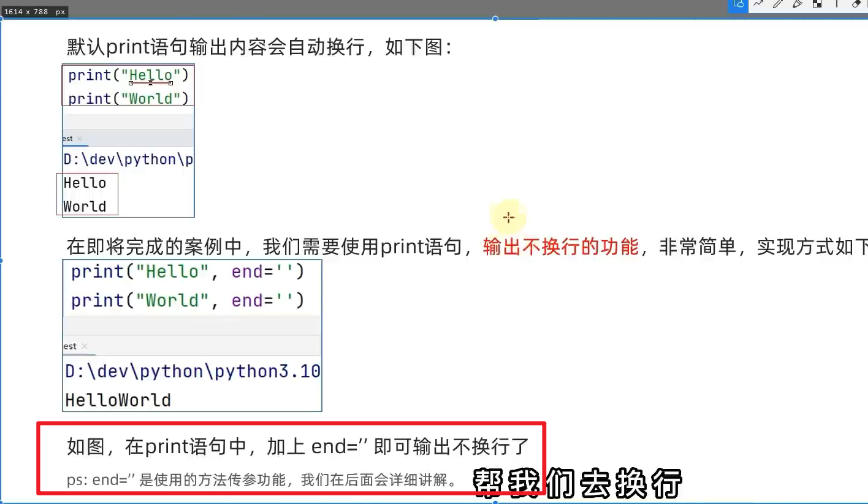 1614 x 788 px
默认print语句输出内容会自动换行，如下图：
print("Hello")
print("World")
est ×
D:\dev\python\p
Hello
World
在即将完成的案例中，我们需要使用print语句，输出不换行的功能，非常简单，实现方式如下
print("Hello", end='')
print("World", end='')
est ×
D:\dev\python\python3.10
HelloWorld
如图，在print语句中，加上 end=’’ 即可输出不换行了
ps: end=’’ 是使用的方法传参功能，我们在后面会详细讲解。
帮我们去换行